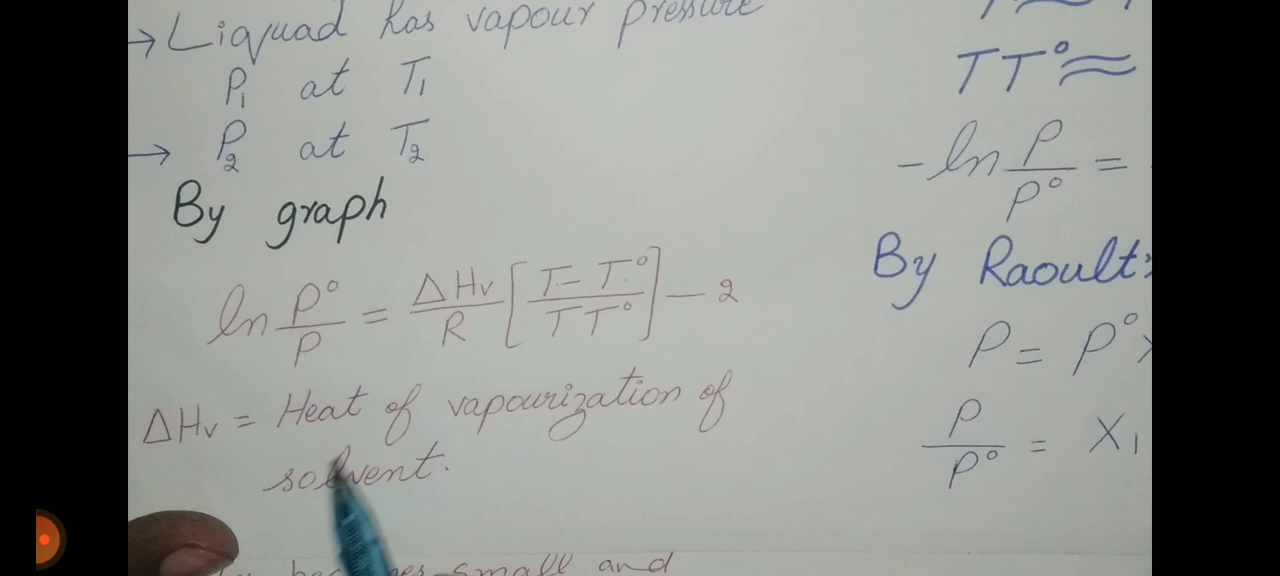 → Liquad has vapour pressure
P₁ at T₁
→ P₂ at T₂
By graph
ln P°/P = ΔHv/R [T - T°/TT°] — 2
ΔHv = Heat of vapourization of
solvent.
small and
TT° ≈
- ln P/P° =
By Raoult's
P = P°
P/P° = X₁